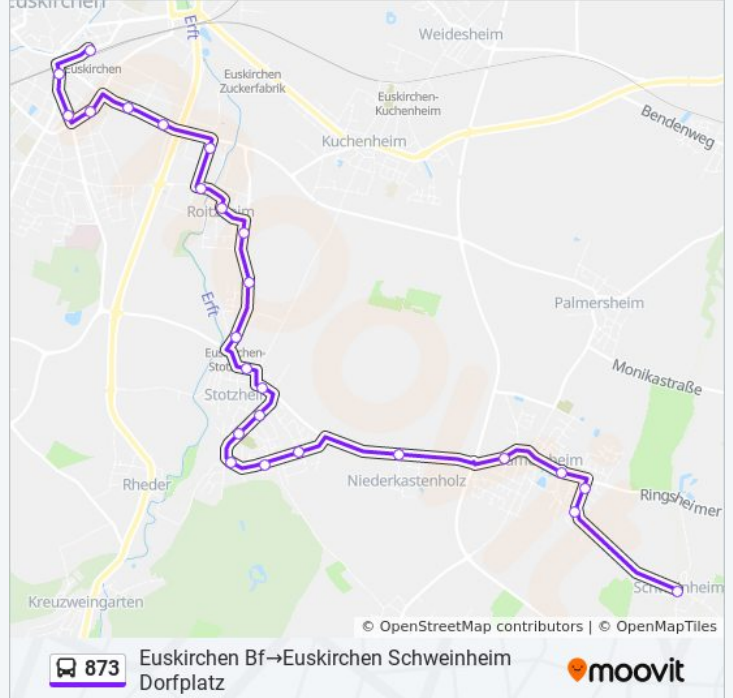 Euskirchen
Erft
Weidesheim
Euskirchen
Euskirchen
Zuckerfabrik
Euskirchen-
Kuchenheim
Bendenweg
Kuchenheim
Erft
Palmersheim
Monikastraße
Stotzheim
Niederkastenholz
Rheder
Ringsheimer
Kreuzweingarten
© OpenStreetMap contributors | © OpenMapTiles
873
Euskirchen Bf→Euskirchen Schweinheim
Dorfplatz
moovit